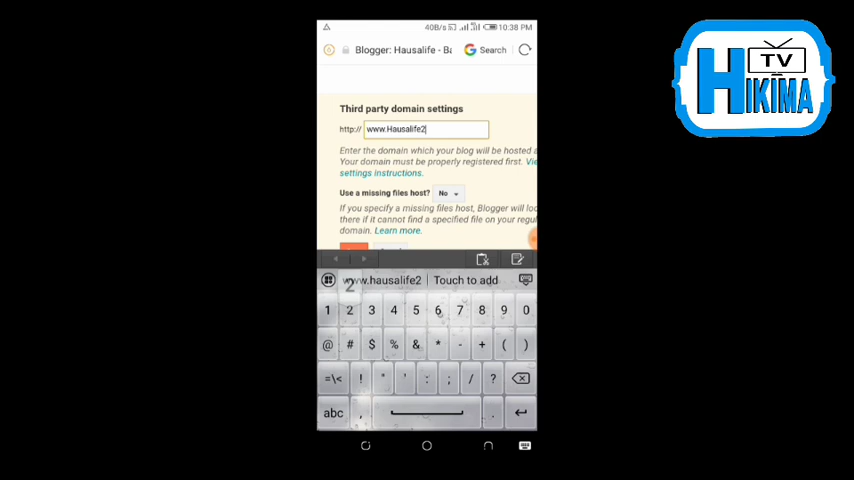 40B/s 10:38 PM
Blogger: Hausalife - Ba Search
Third party domain settings
http:// www.Hausalife2
Enter the domain which your blog will be hosted a
Your domain must be properly registered first. Vie
settings instructions.
Use a missing files host? No
If you specify a missing files host, Blogger will loo
there if it cannot find a specified file on your regu
domain. Learn more.
www.hausalife2 Touch to add
2
1 2 3 4 5 6 7 8 9 0
@ # $ % & * - + ( )
=\< ! " ' : ; / ?
abc , .
TV
HIKIMA